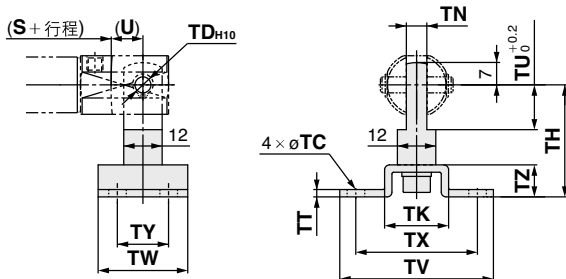 (S + 行程)
(U)
TDH10
12
TY
TW
TN
7
TU +0.2 0
TH
12
4 × øTC
TZ
TT
TK
TX
TV